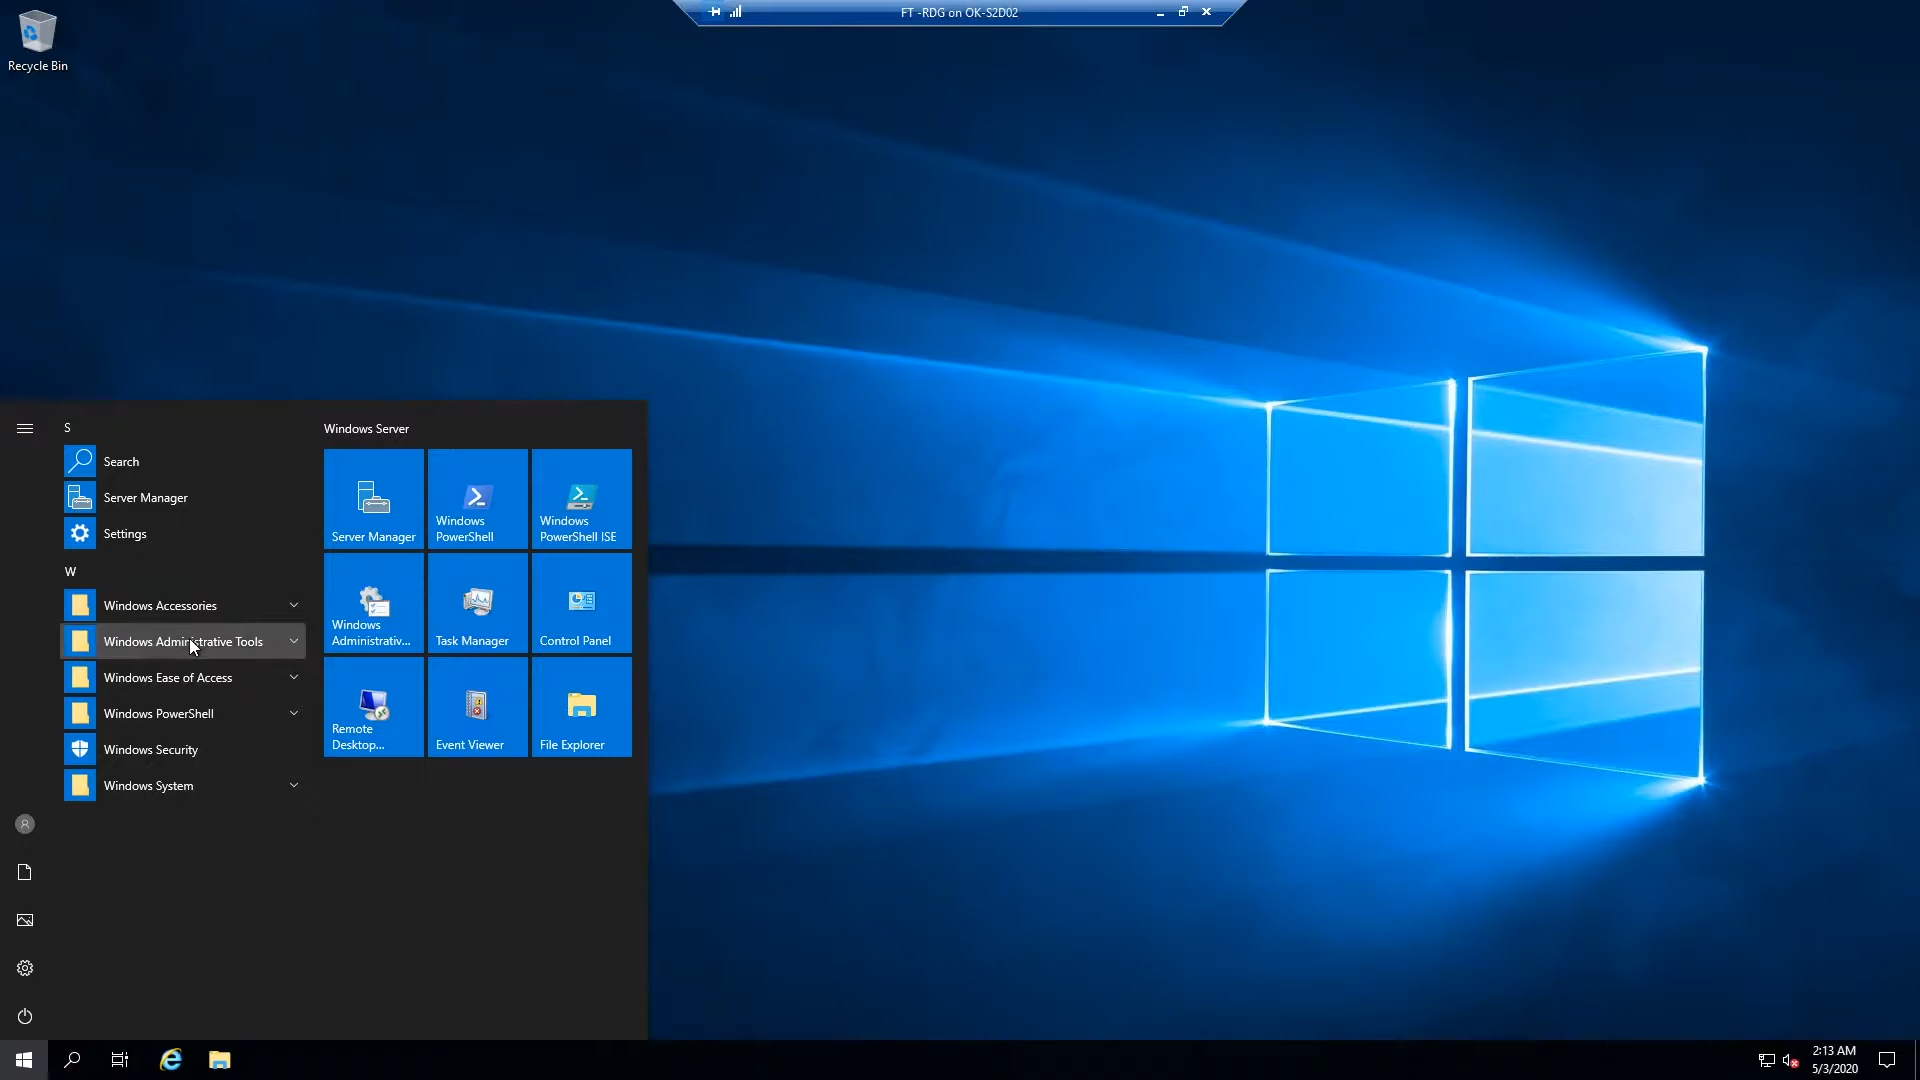 FT -RDG on OK-S2D02
Recycle Bin
S
Search
Server Manager
Settings
W
Windows Accessories
Windows Administrative Tools
Windows Ease of Access
Windows PowerShell
Windows Security
Windows System
Windows Server
Server Manager
Windows
PowerShell
Windows
PowerShell ISE
Windows
Administrativ...
Task Manager
Control Panel
Remote
Desktop...
Event Viewer
File Explorer
2:13 AM
5/3/2020